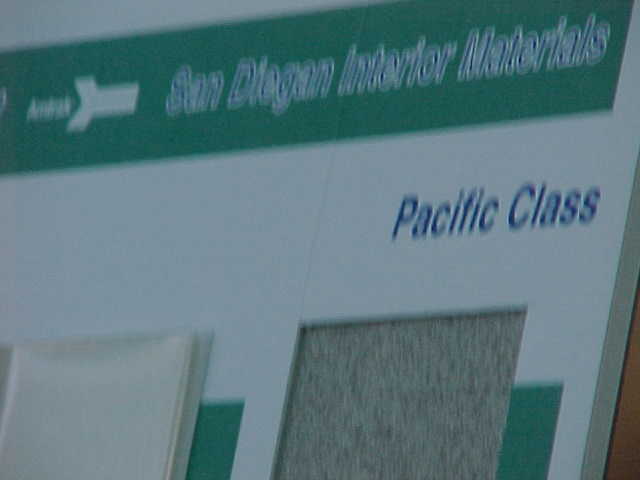 Amtrak San Diegan Interior Materials
Pacific Class